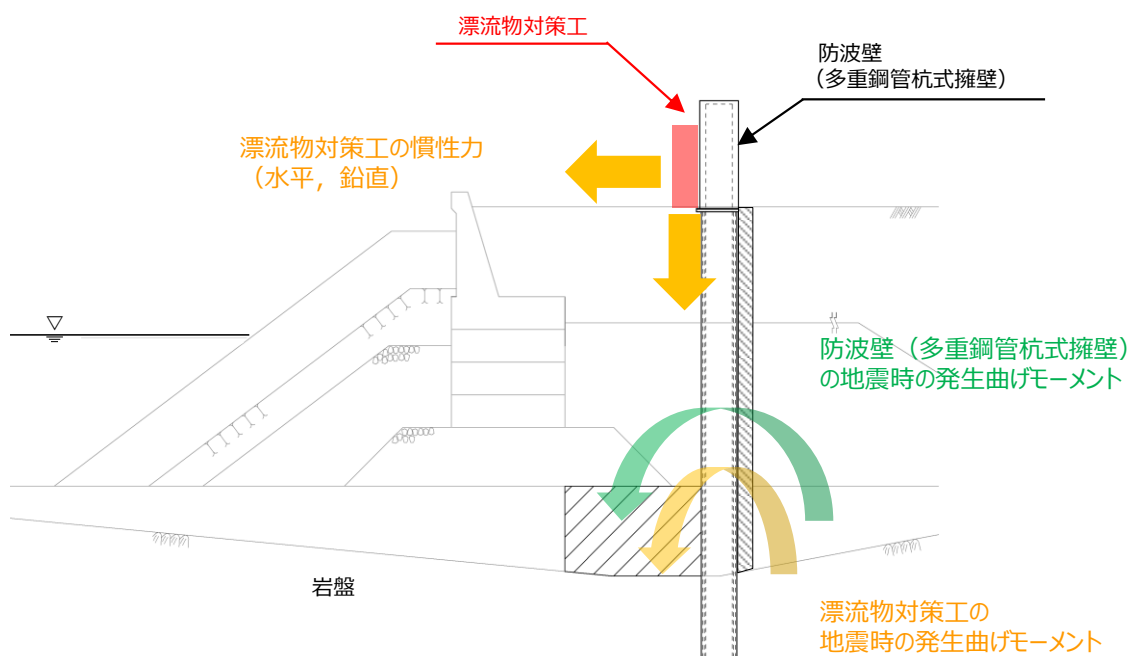 漂流物対策工
防波壁
（多重鋼管杭式擁壁）
漂流物対策工の慣性力
（水平，鉛直）
防波壁（多重鋼管杭式擁壁）
の地震時の発生曲げモーメント
岩盤
漂流物対策工の
地震時の発生曲げモーメント